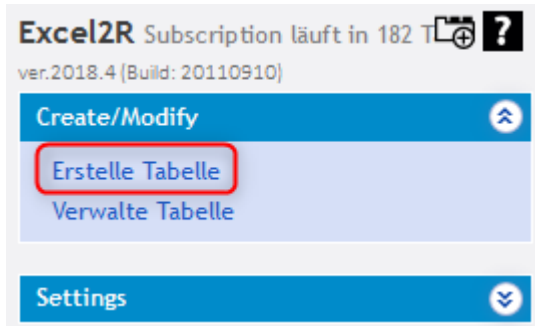 Excel2R Subscription läuft in 182 T
?
ver.2018.4 (Build: 20110910)
Create/Modify
Erstelle Tabelle
Verwalte Tabelle
Settings